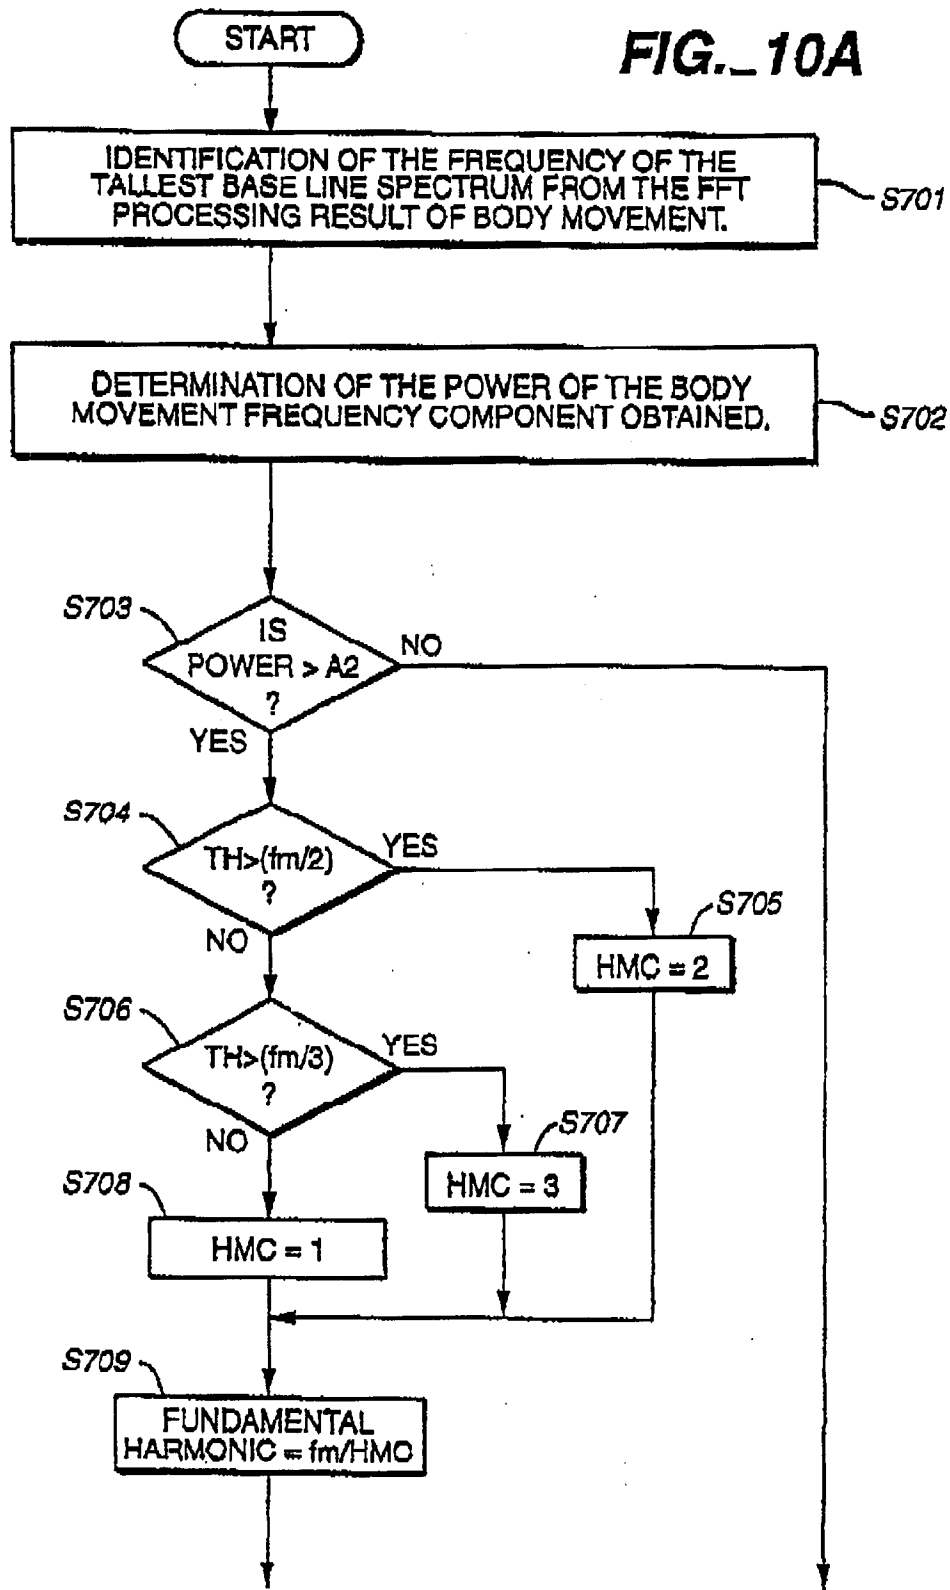 START
FIG._10A
IDENTIFICATION OF THE FREQUENCY OF THE
TALLEST BASE LINE SPECTRUM FROM THE FFT
PROCESSING RESULT OF BODY MOVEMENT.
S701
DETERMINATION OF THE POWER OF THE BODY
MOVEMENT FREQUENCY COMPONENT OBTAINED.
S702
S703
IS
POWER > A2
?
NO
YES
S704
TH>(fm/2)
?
YES
NO
S705
HMC = 2
S706
TH>(fm/3)
?
YES
NO
S707
HMC = 3
S708
HMC = 1
S709
FUNDAMENTAL
HARMONIC = fm/HMC